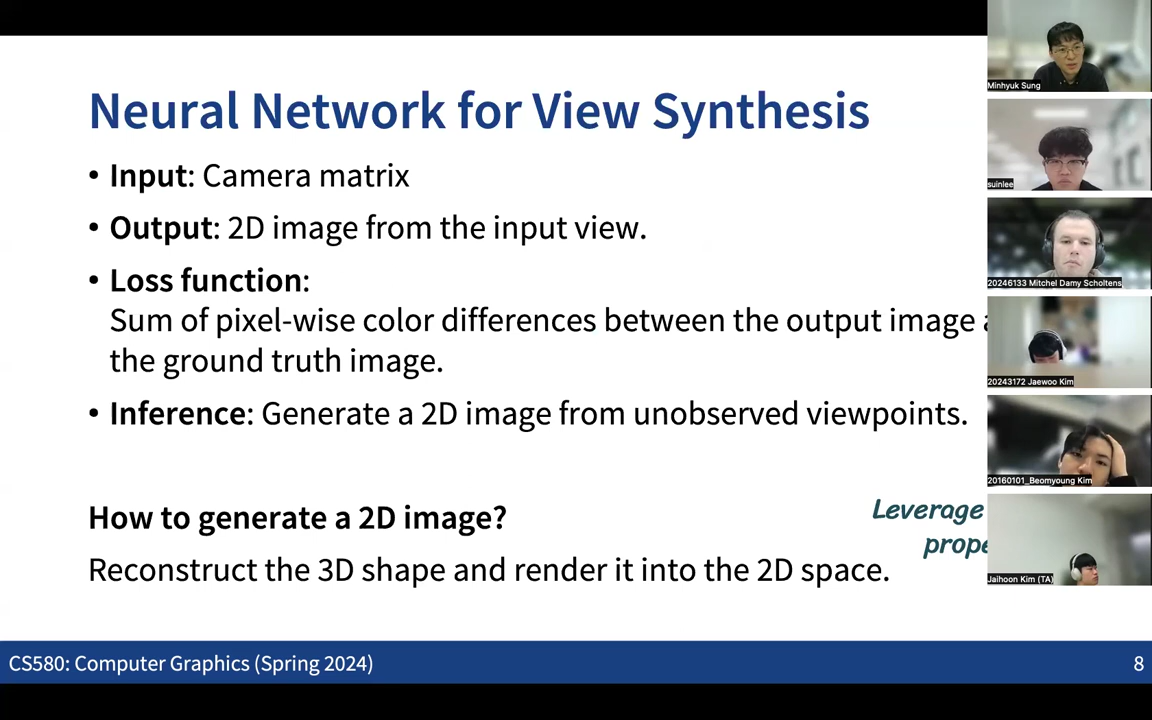 Neural Network for View Synthesis
• Input: Camera matrix
• Output: 2D image from the input view.
• Loss function:
Sum of pixel-wise color differences between the output image
the ground truth image.
• Inference: Generate a 2D image from unobserved viewpoints.
How to generate a 2D image?
Leverage
Reconstruct the 3D shape and render it into the 2D space.
CS580: Computer Graphics (Spring 2024)
8
Minhyuk Sung
suinlee
20246133 Mitchel Damy Scholtens
20243172 Jaewoo Kim
20160101_Beomyoung Kim
Jaihoon Kim (TA)